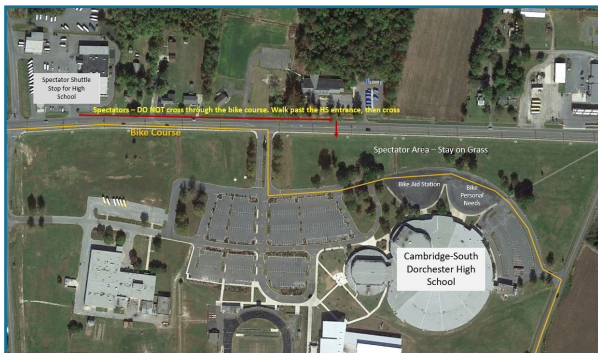 Spectator Shuttle
Stop for High
School
Spectators – DO NOT cross through the bike course. Walk past the HS entrance, then cross
Bike Course
Spectator Area – Stay on Grass
Bike Aid Station
Bike
Personal
Needs
Cambridge-South
Dorchester High
School